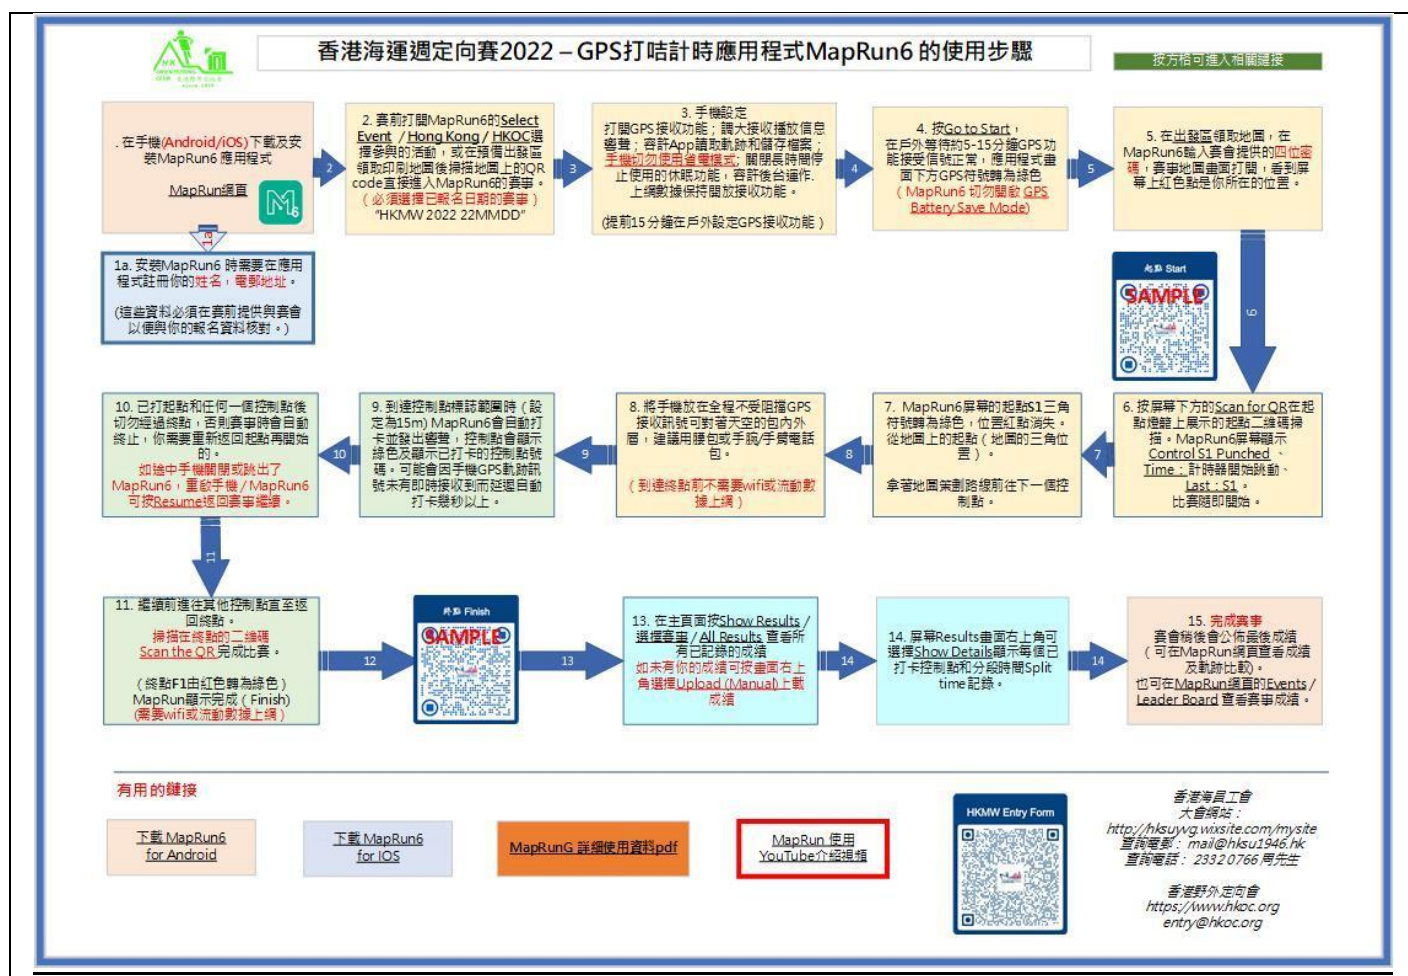 香港海運週定向賽2022 – GPS打咭計時應用程式MapRun6 的使用步驟
按方格可進入相關鏈接
. 在手機(Android/iOS)下載及安
裝MapRun6 應用程式
MapRun網頁
2
2. 賽前打開MapRun6的Select
Event / Hong Kong / HKOC選
擇參與的活動，或在預備出發區
領取印刷地圖後掃描地圖上的QR
code直接進入MapRun6的賽事。
（必須選擇已報名日期的賽事）
“HKMW 2022 22MMDD”
3
3. 手機設定
打開GPS接收功能；調大接收播放信息
響聲；容許App讀取軌跡和儲存檔案；
手機切勿使用省電模式; 關閉長時間停
止使用的休眠功能，容許後台運作.
上網數據保持開放接收功能。
(提前15分鐘在戶外設定GPS接收功能）
4
4. 按Go to Start，
在戶外等待約5-15分鐘GPS功
能接受信號正常，應用程式畫
面下方GPS符號轉為綠色
（MapRun6 切勿開啟 GPS
Battery Save Mode)
5
5. 在出發區領取地圖，在
MapRun6輸入賽會提供的四位密
碼，賽事地圖畫面打開，看到屏
幕上紅色點是你所在的位置。
1a
1a. 安裝MapRun6 時需要在應用
程式註冊你的姓名，電郵地址。
(這些資料必須在賽前提供與賽會
以便與你的報名資料核對。)
起點 Start
SAMPLE
6
6. 按屏幕下方的Scan for QR在起
點燈籠上展示的起點二維碼掃
描。MapRun6屏幕顯示
Control S1 Punched 、
Time：計時器開始跳動、
Last：S1 。
比賽隨即開始。
7
7. MapRun6屏幕的起點S1三角
符號轉為綠色，位置紅點消失。
從地圖上的起點（地圖的三角位
置）。
拿著地圖策劃路線前往下一個控
制點。
8
8. 將手機放在全程不受阻擋GPS
接收訊號可對著天空的包內外
層，建議用腰包或手腕/手臂電話
包。
（到達終點前不需要wifi或流動數
據上網）
9
9. 到達控制點標誌範圍時（設
定為15m) MapRun6會自動打
卡並發出響聲，控制點會顯示
綠色及顯示已打卡的控制點號
碼。可能會因手機GPS軌跡訊
號未有即時接收到而延遲自動
打卡幾秒以上。
10
10. 已打起點和任何一個控制點後
切勿經過終點，否則賽事時會自動
終止，你需要重新返回起點再開始
的。
如途中手機關閉或跳出了
MapRun6，重啟手機/MapRun6
可按Resume返回賽事繼續。
11
11. 繼續前進往其他控制點直至返
回終點。
掃描在終點的二維碼
Scan the QR 完成比賽。
（終點F1由紅色轉為綠色）
MapRun顯示完成（Finish)
(需要wifi或流動數據上網）
12
終點 Finish
SAMPLE
13
13. 在主頁面按Show Results /
選擇賽事/ All Results 查看所
有已記錄的成績
如未有你的成績可按畫面右上
角選擇Upload (Manual)上載
成績
14
14. 屏幕Results畫面右上角可
選擇Show Details顯示每個已
打卡控制點和分段時間Split
time 記錄。
14
15. 完成賽事
賽會稍後會公佈最後成績
（可在MapRun網頁查看成績
及軌跡比較)。
也可在MapRun網頁的Events /
Leader Board 查看賽事成績。
有用的鏈接
下載 MapRun6
for Android
下載 MapRun6
for IOS
MapRunG 詳細使用資料pdf
MapRun 使用
YouTube介紹視頻
HKMW Entry Form
香港海員工會
大會網站：
http://hksuyvg.wixsite.com/mysite
查詢電郵：mail@hksu1946.hk
查詢電話： 2332 0766 周先生
香港野外定向會
https://www.hkoc.org
entry@hkoc.org